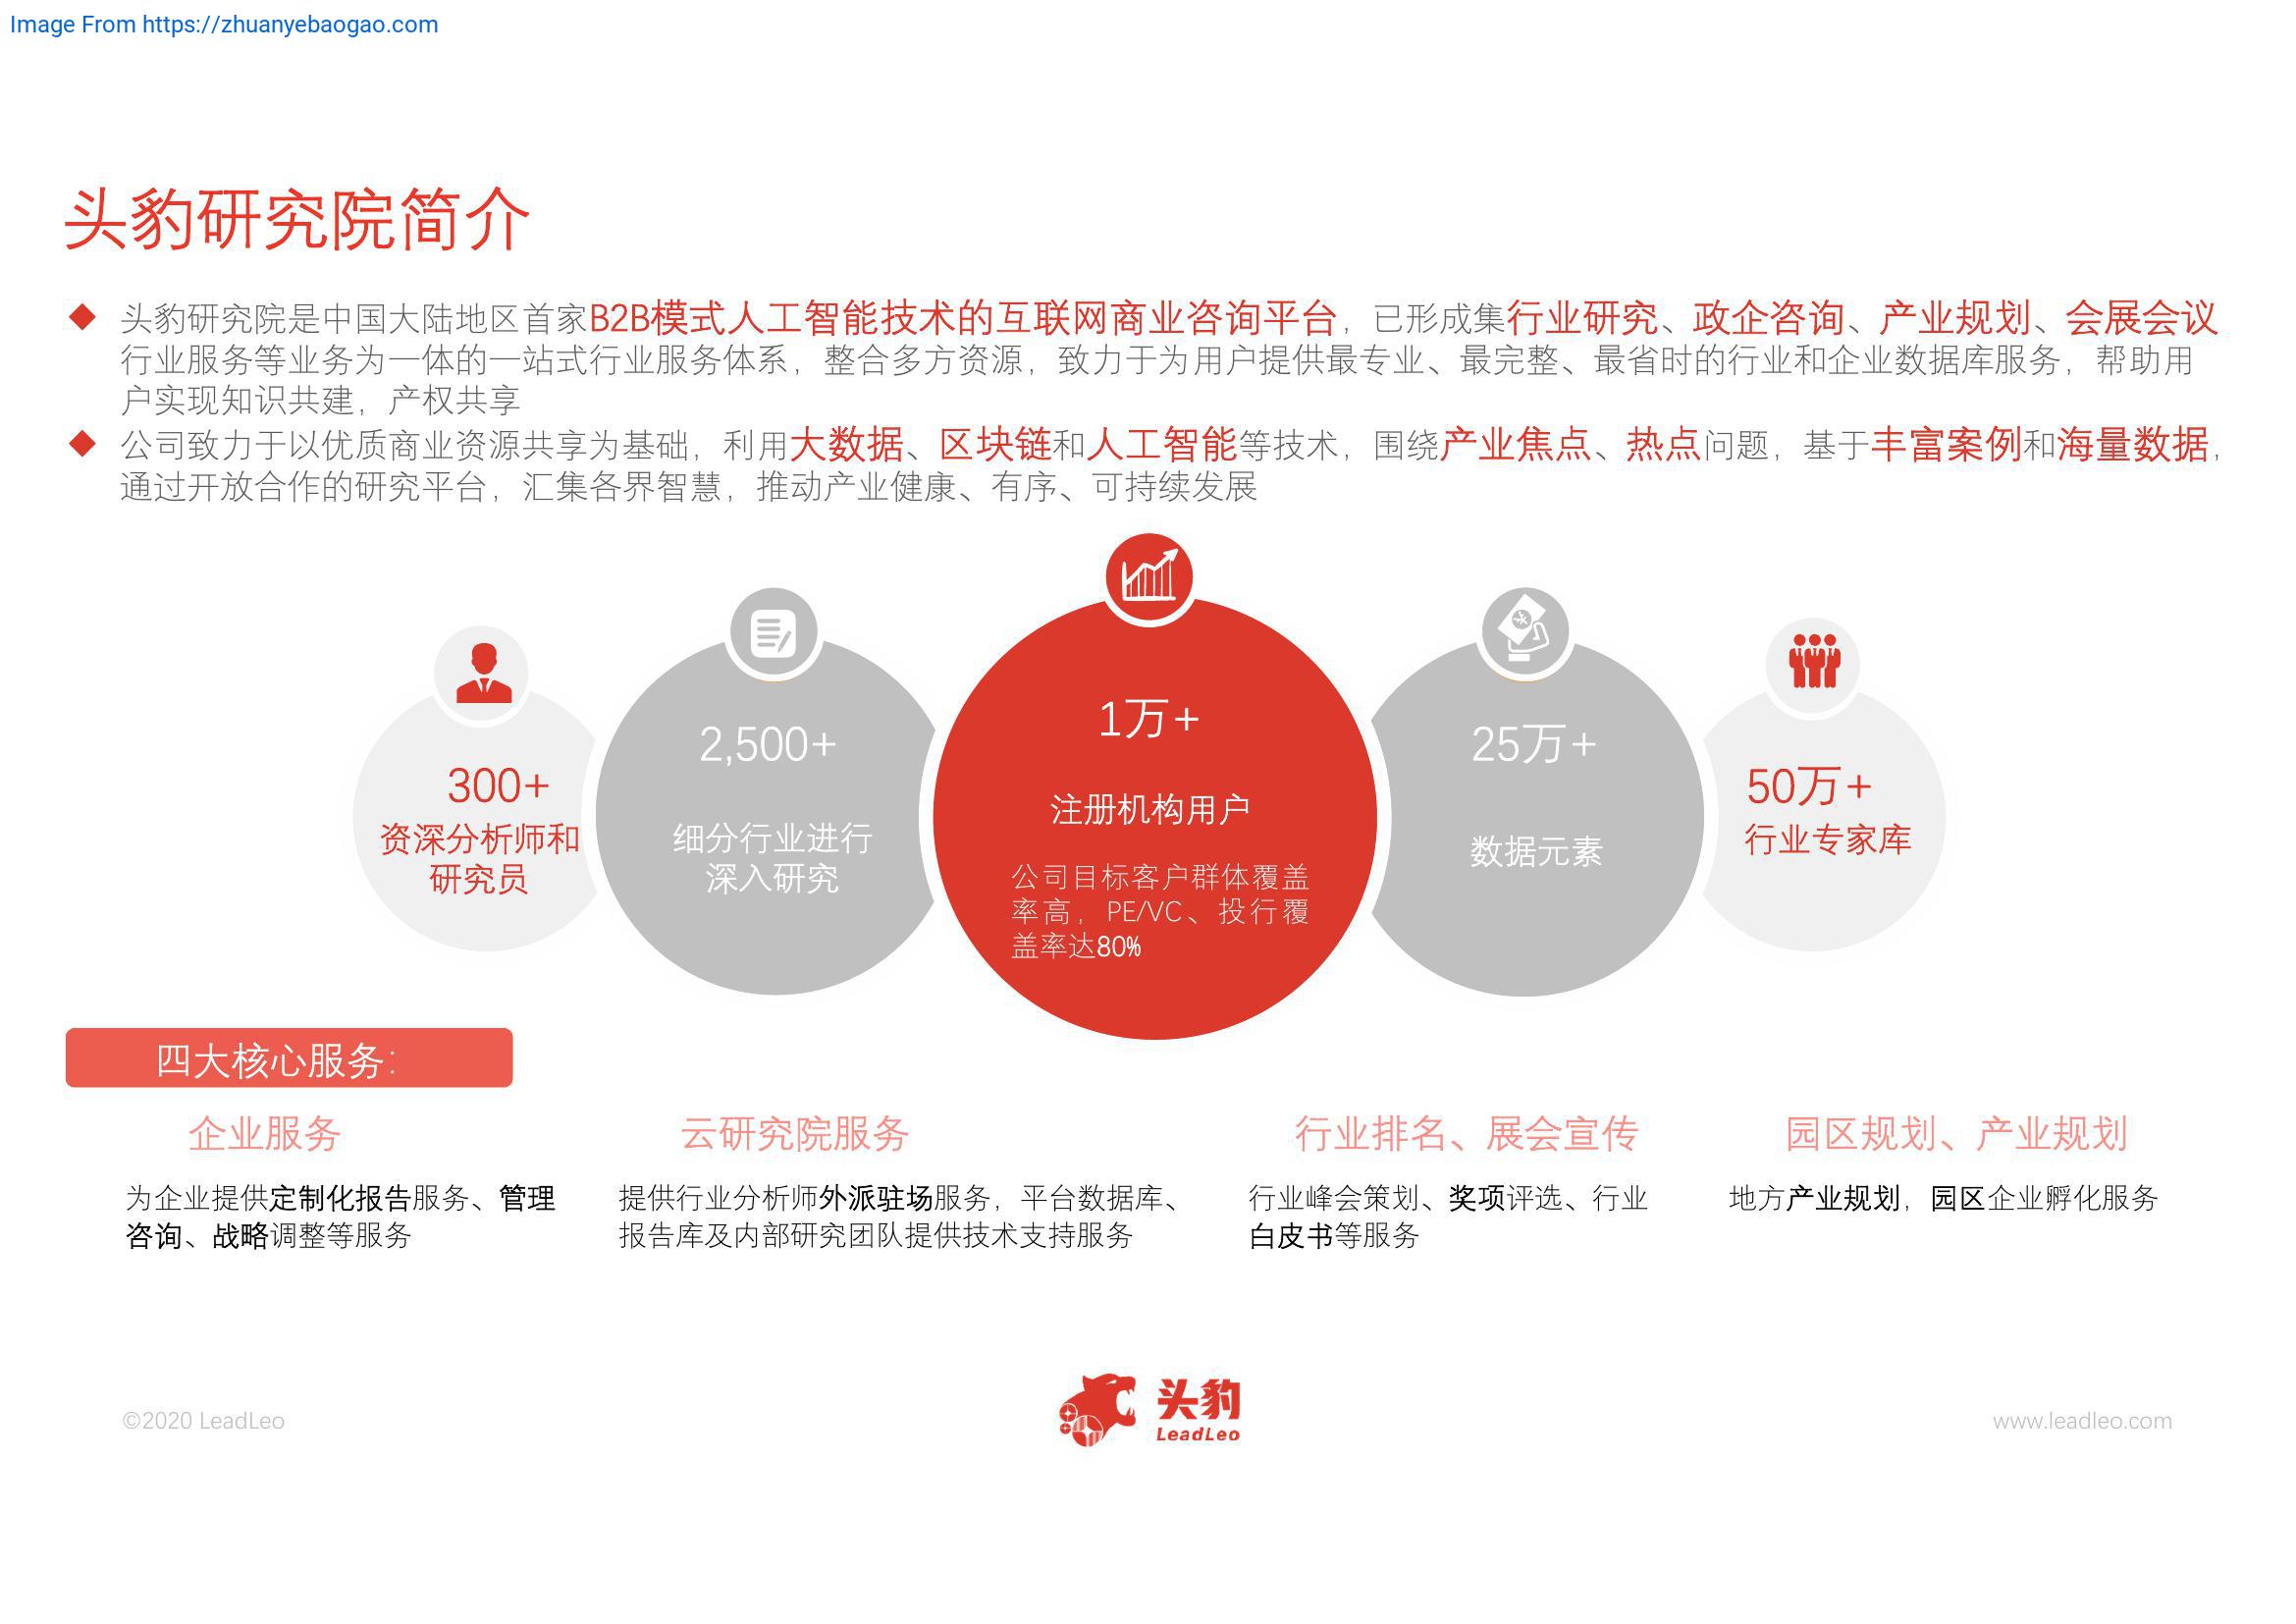 Image From https://zhuanyebaogao.com
头豹研究院简介
头豹研究院是中国大陆地区首家B2B模式人工智能技术的互联网商业咨询平台，已形成集行业研究、政企咨询、产业规划、会展会议
行业服务等业务为一体的一站式行业服务体系，整合多方资源，致力于为用户提供最专业、最完整、最省时的行业和企业数据库服务，帮助用
户实现知识共建，产权共享
公司致力于以优质商业资源共享为基础，利用大数据、区块链和人工智能等技术，围绕产业焦点、热点问题，基于丰富案例和海量数据，
通过开放合作的研究平台，汇集各界智慧，推动产业健康、有序、可持续发展
300+
资深分析师和
研究员
2,500+
细分行业进行
深入研究
1万+
注册机构用户
公司目标客户群体覆盖
率高，PE/VC、投行覆
盖率达80%
25万+
数据元素
50万+
行业专家库
四大核心服务：
企业服务
为企业提供定制化报告服务、管理
咨询、战略调整等服务
云研究院服务
提供行业分析师外派驻场服务，平台数据库、
报告库及内部研究团队提供技术支持服务
行业排名、展会宣传
行业峰会策划、奖项评选、行业
白皮书等服务
园区规划、产业规划
地方产业规划，园区企业孵化服务
©2020 LeadLeo
头豹
LeadLeo
www.leadleo.com